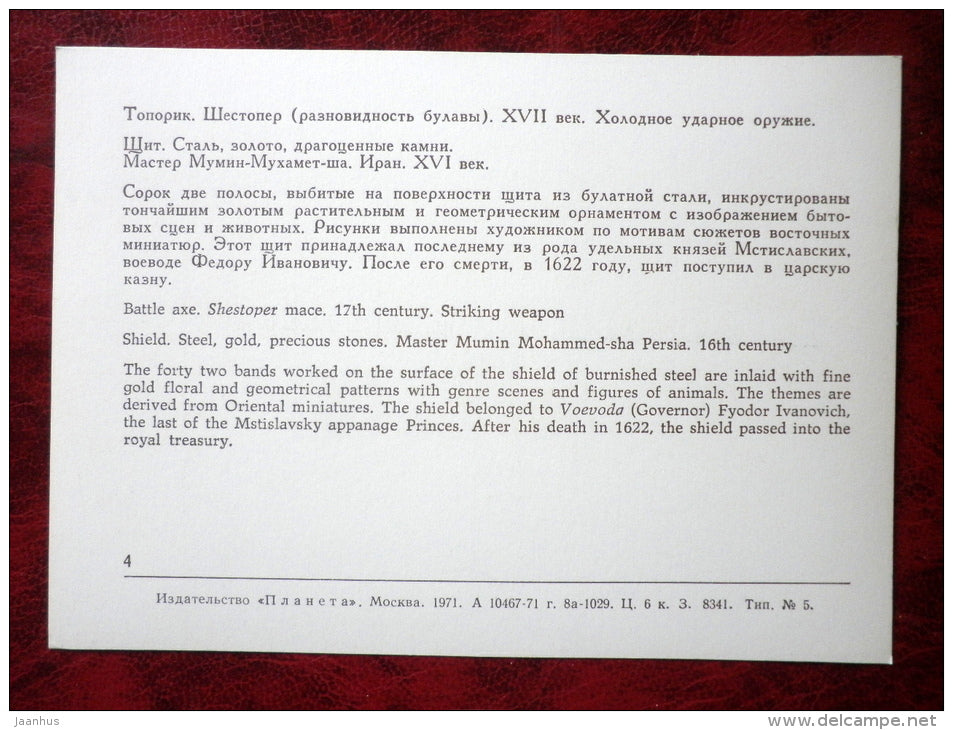 Топорик. Шестопер (разновидность булавы). XVII век. Холодное ударное оружие.
Щит. Сталь, золото, драгоценные камни.
Мастер Мумин-Мухамет-ша. Иран. XVI век.
Сорок две полосы, выбитые на поверхности щита из булатной стали, инкрустированы
тончайшим золотым растительным и геометрическим орнаментом с изображением быто-
вых сцен и животных. Рисунки выполнены художником по мотивам сюжетов восточных
миниатюр. Этот щит принадлежал последнему из рода удельных князей Мстиславских,
воеводе Федору Ивановичу. После его смерти, в 1622 году, щит поступил в царскую
казну.
Battle axe. Shestoper mace. 17th century. Striking weapon
Shield. Steel, gold, precious stones. Master Mumin Mohammed-sha Persia. 16th century
The forty two bands worked on the surface of the shield of burnished steel are inlaid with fine
gold floral and geometrical patterns with genre scenes and figures of animals. The themes are
derived from Oriental miniatures. The shield belonged to Voevoda (Governor) Fyodor Ivanovich,
the last of the Mstislavsky appanage Princes. After his death in 1622, the shield passed into the
royal treasury.
4
Издательство «Планета». Москва. 1971. А 10467-71 г. 8а-1029. Ц. 6 к. З. 8341. Тип. № 5.
jaanhus
www.delcampe.net